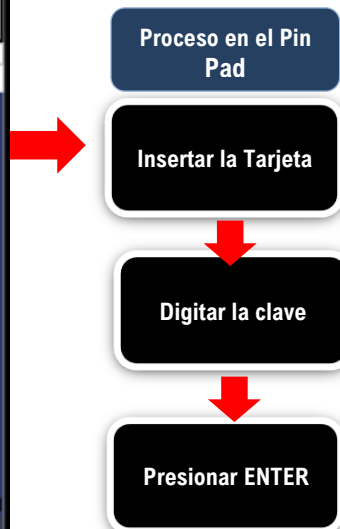 Proceso en el Pin
Pad
Insertar la Tarjeta
Digitar la clave
Presionar ENTER